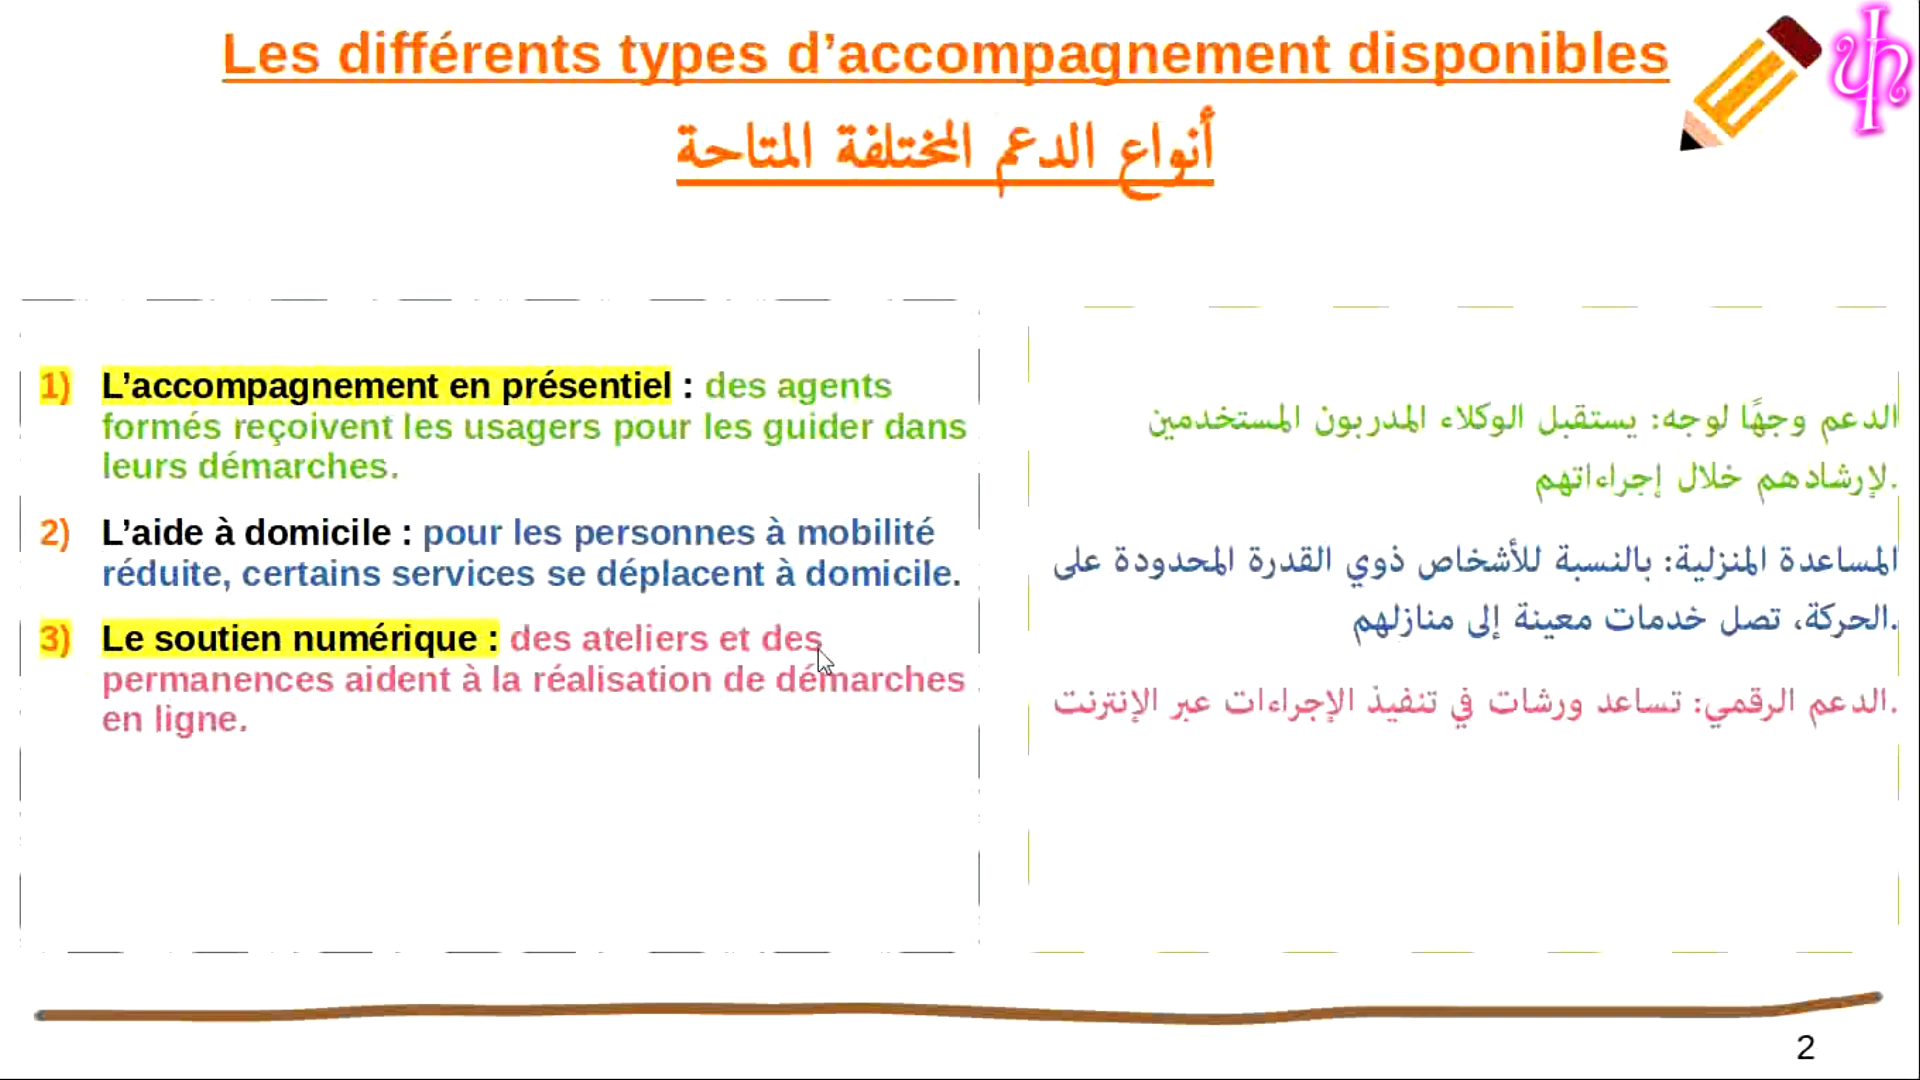 Les différents types d’accompagnement disponibles
أنواع الدعم المختلفة المتاحة
1) L’accompagnement en présentiel : des agents
formés reçoivent les usagers pour les guider dans
leurs démarches.
2) L’aide à domicile : pour les personnes à mobilité
réduite, certains services se déplacent à domicile.
3) Le soutien numérique : des ateliers et des
permanences aident à la réalisation de démarches
en ligne.
الدعم وجهًا لوجه: يستقبل الوكلاء المدربون المستخدمين
.لإرشادهم خلال إجراءاتهم
المساعدة المنزلية: بالنسبة للأشخاص ذوي القدرة المحدودة على
.الحركة، تصل خدمات معينة إلى منازلهم
.الدعم الرقمي: تساعد ورشات في تنفيذ الإجراءات عبر الإنترنت
2